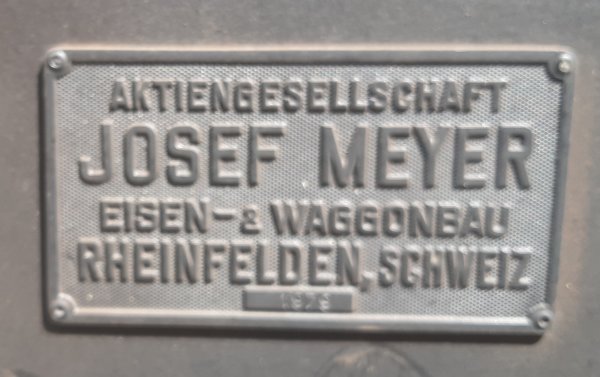 AKTIENGESELLSCHAFT
JOSEF MEYER
EISEN- & WAGGONBAU
RHEINFELDEN, SCHWEIZ